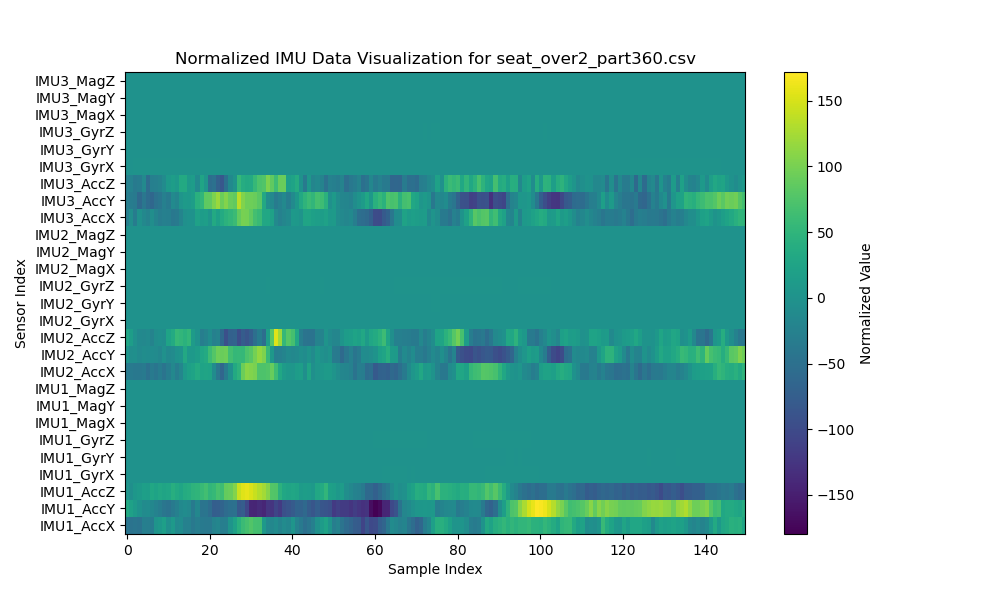 Normalized IMU Data Visualization for seat_over2_part360.csv
IMU3_MagZ
IMU3_MagY
IMU3_MagX
IMU3_GyrZ
IMU3_GyrY
IMU3_GyrX
IMU3_AccZ
IMU3_AccY
IMU3_AccX
IMU2_MagZ
IMU2_MagY
IMU2_MagX
IMU2_GyrZ
IMU2_GyrY
IMU2_GyrX
IMU2_AccZ
IMU2_AccY
IMU2_AccX
IMU1_MagZ
IMU1_MagY
IMU1_MagX
IMU1_GyrZ
IMU1_GyrY
IMU1_GyrX
IMU1_AccZ
IMU1_AccY
IMU1_AccX
Sensor Index
0 20 40 60 80 100 120 140
Sample Index
150
100
50
0
−50
−100
−150
Normalized Value